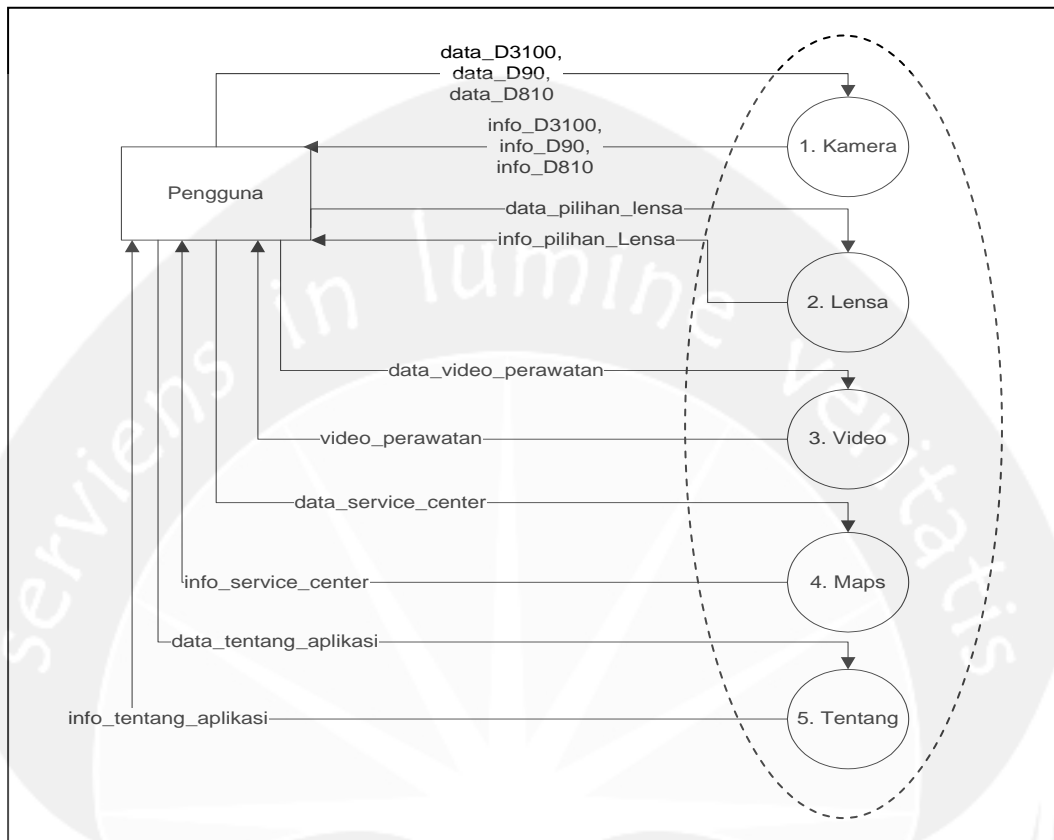 data_D3100,
data_D90,
data_D810
info_D3100,
info_D90,
info_D810
1. Kamera
Pengguna
data_pilihan_lensa
info_pilihan_Lensa
2. Lensa
data_video_perawatan
video_perawatan
3. Video
data_service_center
info_service_center
4. Maps
data_tentang_aplikasi
info_tentang_aplikasi
5. Tentang
serviens in lumine veritatis